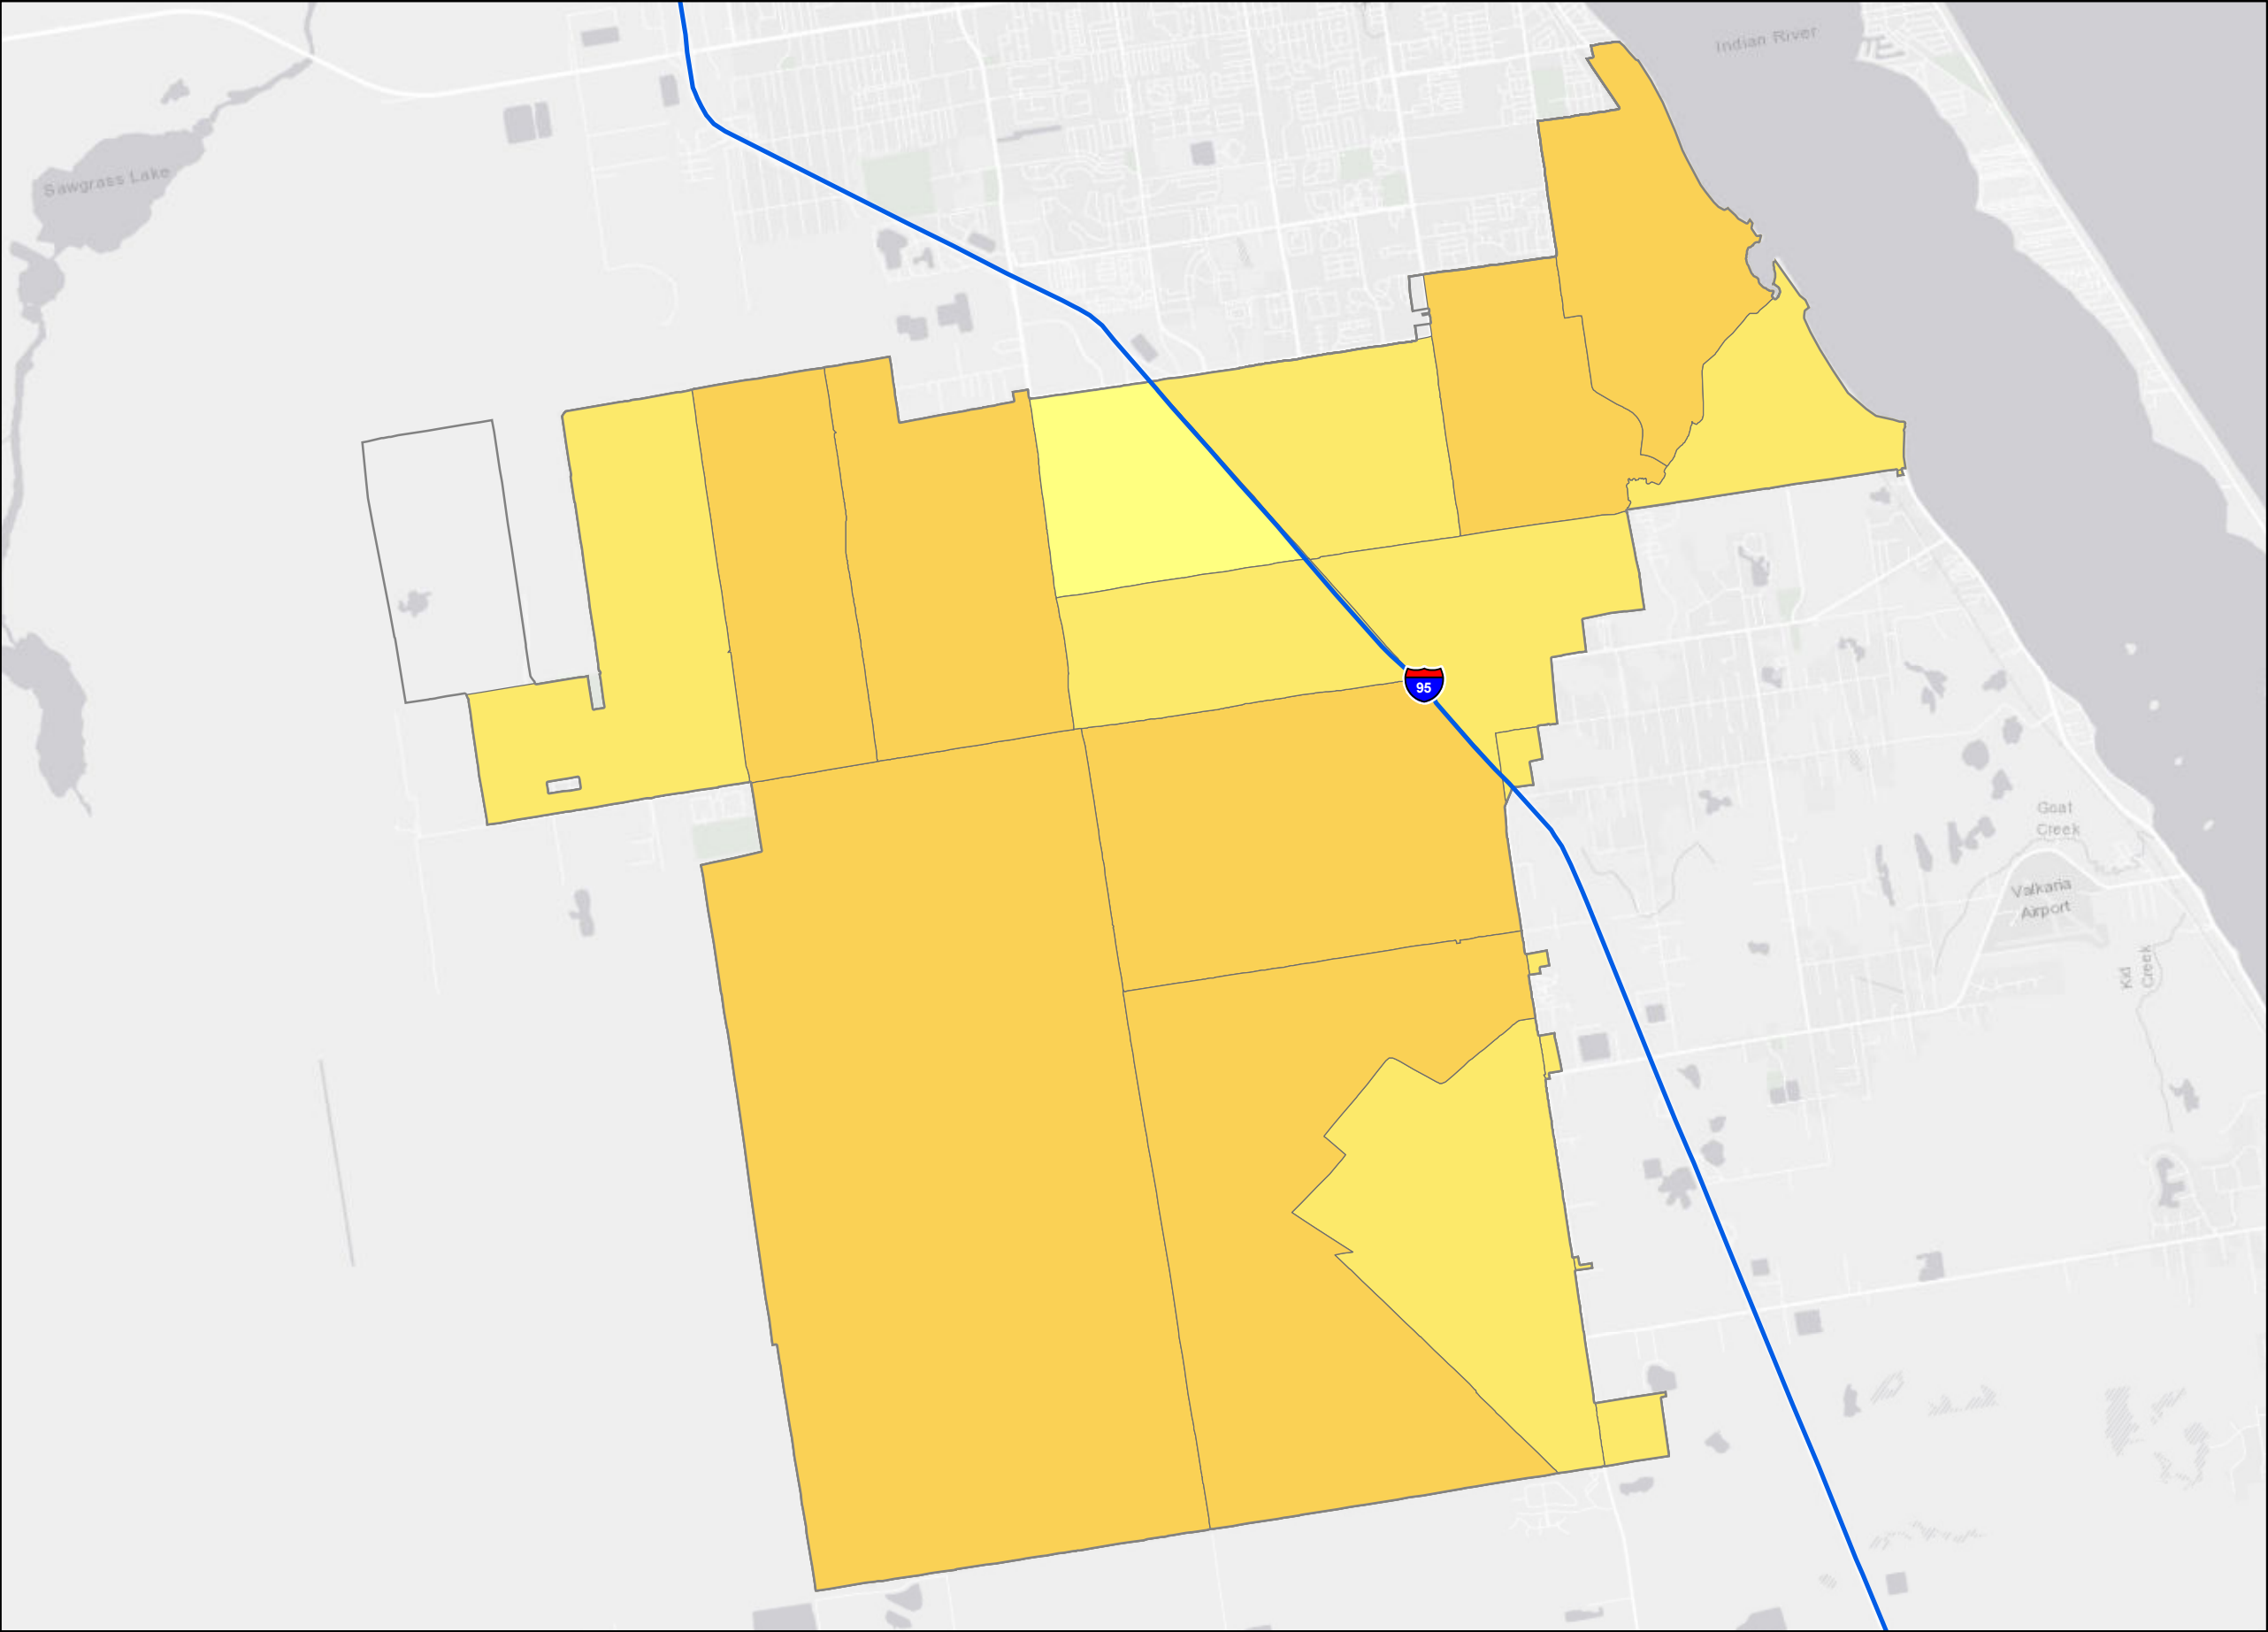 Indian River
Sawgrass Lake
95
Goat
Creek
Valkaria
Airport
Kid
Creek